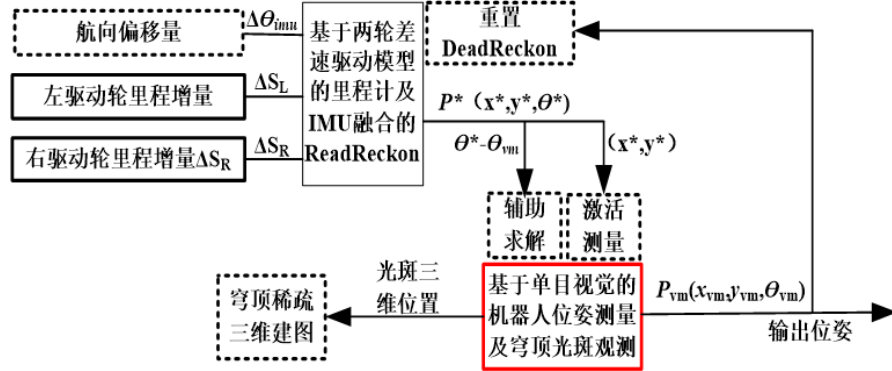 航向偏移量
Δθimu
左驱动轮里程增量
ΔSL
右驱动轮里程增量ΔSR
ΔSR
基于两轮差
速驱动模型
的里程计及
IMU融合的
ReadReckon
重置
DeadReckon
P*（x*,y*,θ*)
θ*-θvm
（x*,y*）
辅助
求解
激活
测量
穹顶稀疏
三维建图
光斑三
维位置
基于单目视觉的
机器人位姿测量
及穹顶光斑观测
Pvm(xvm,yvm,θvm)
输出位姿